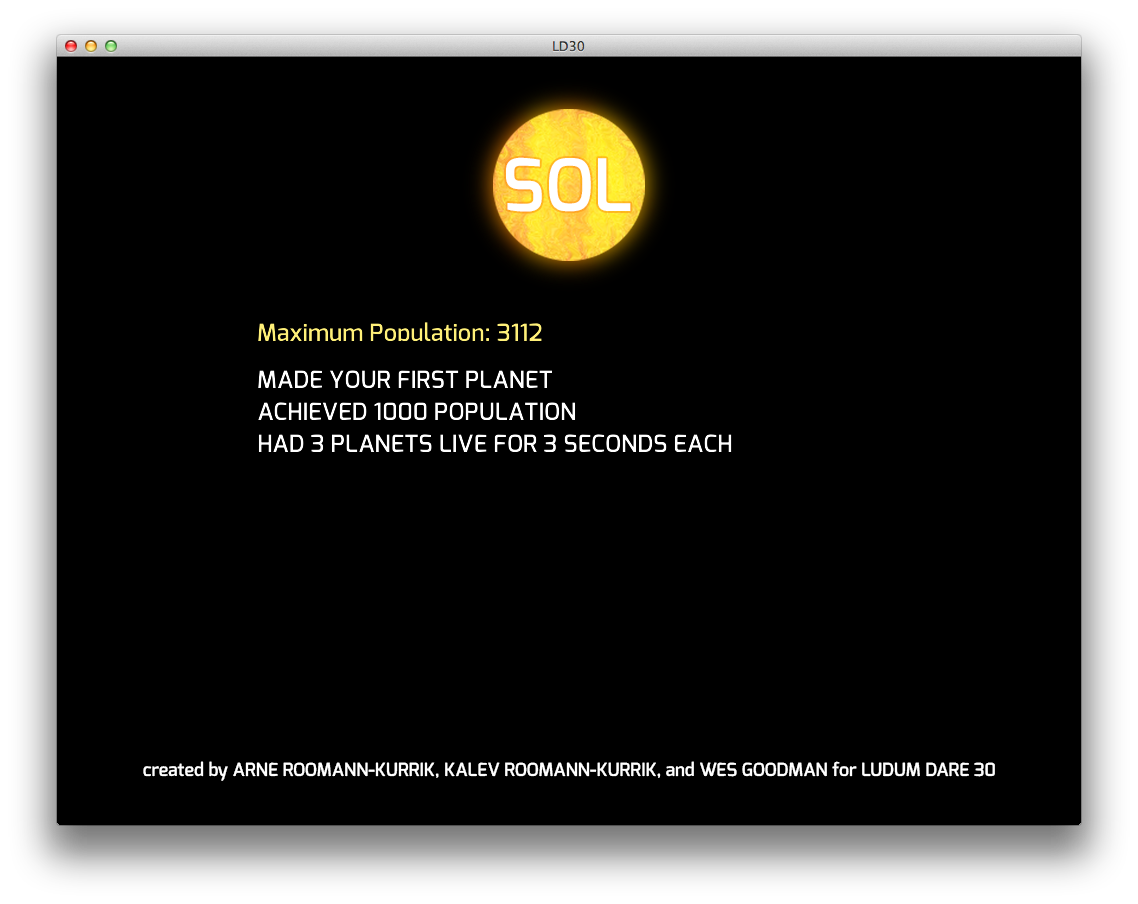 LD30
SOL
Maximum Population: 3112
MADE YOUR FIRST PLANET
ACHIEVED 1000 POPULATION
HAD 3 PLANETS LIVE FOR 3 SECONDS EACH
created by ARNE ROOMANN-KURRIK, KALEV ROOMANN-KURRIK, and WES GOODMAN for LUDUM DARE 30